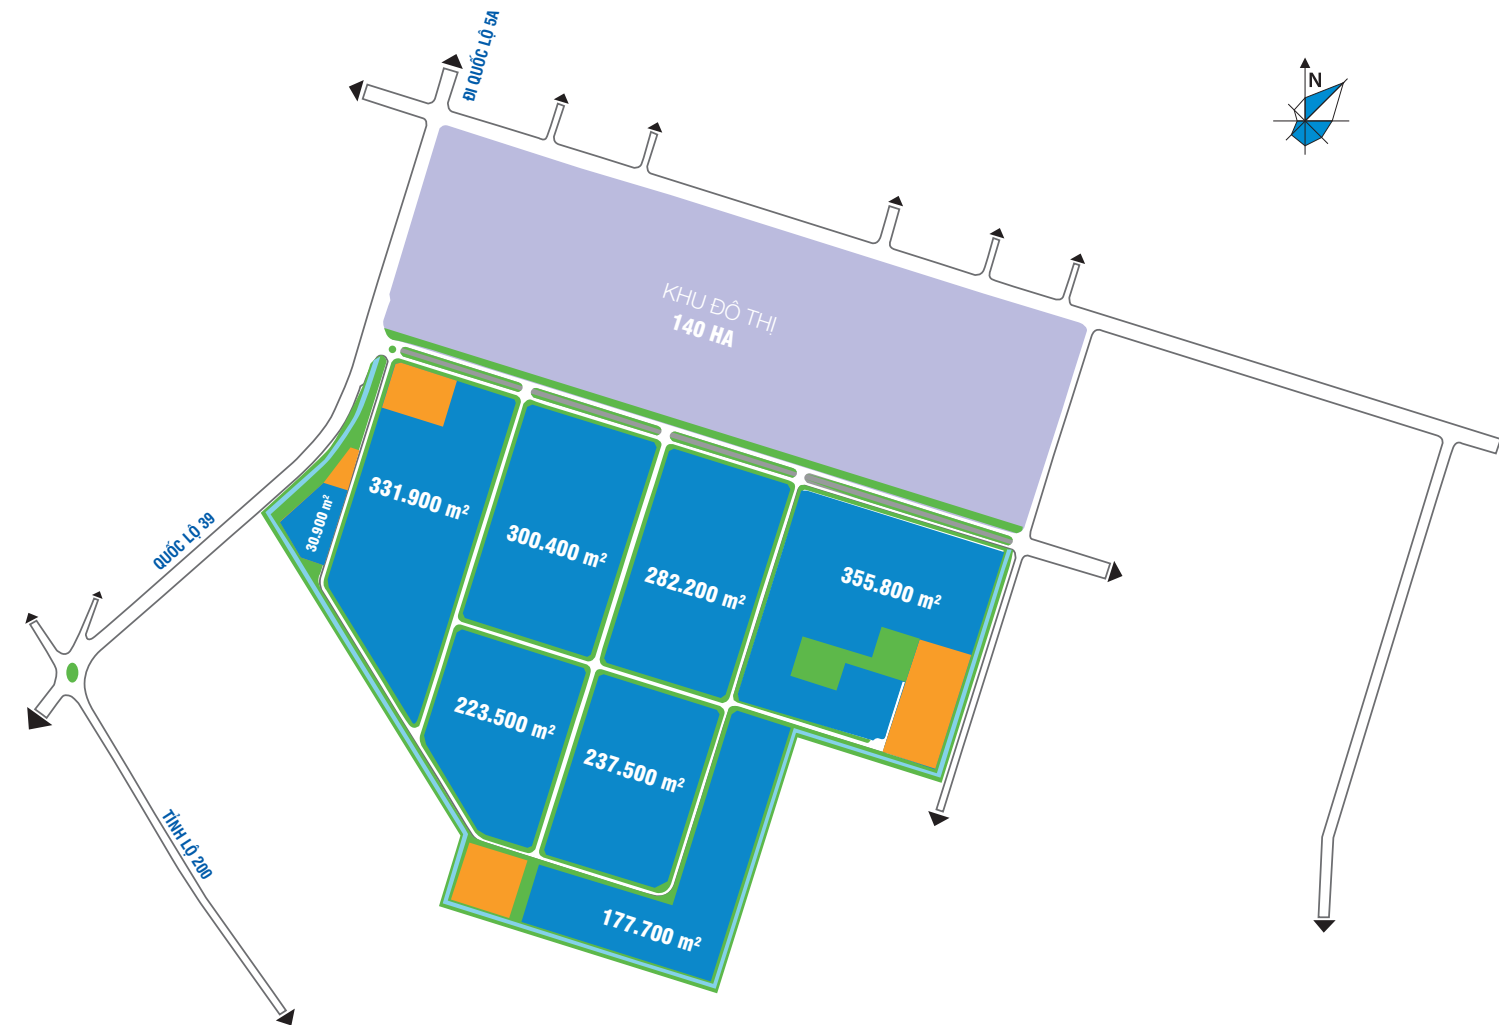 ĐI QUỐC LỘ 5A
N
KHU ĐÔ THỊ
140 HA
331.900 m²
30.900 m²
300.400 m²
282.200 m²
355.800 m²
QUỐC LỘ 39
223.500 m²
237.500 m²
TỈNH LỘ 200
177.700 m²